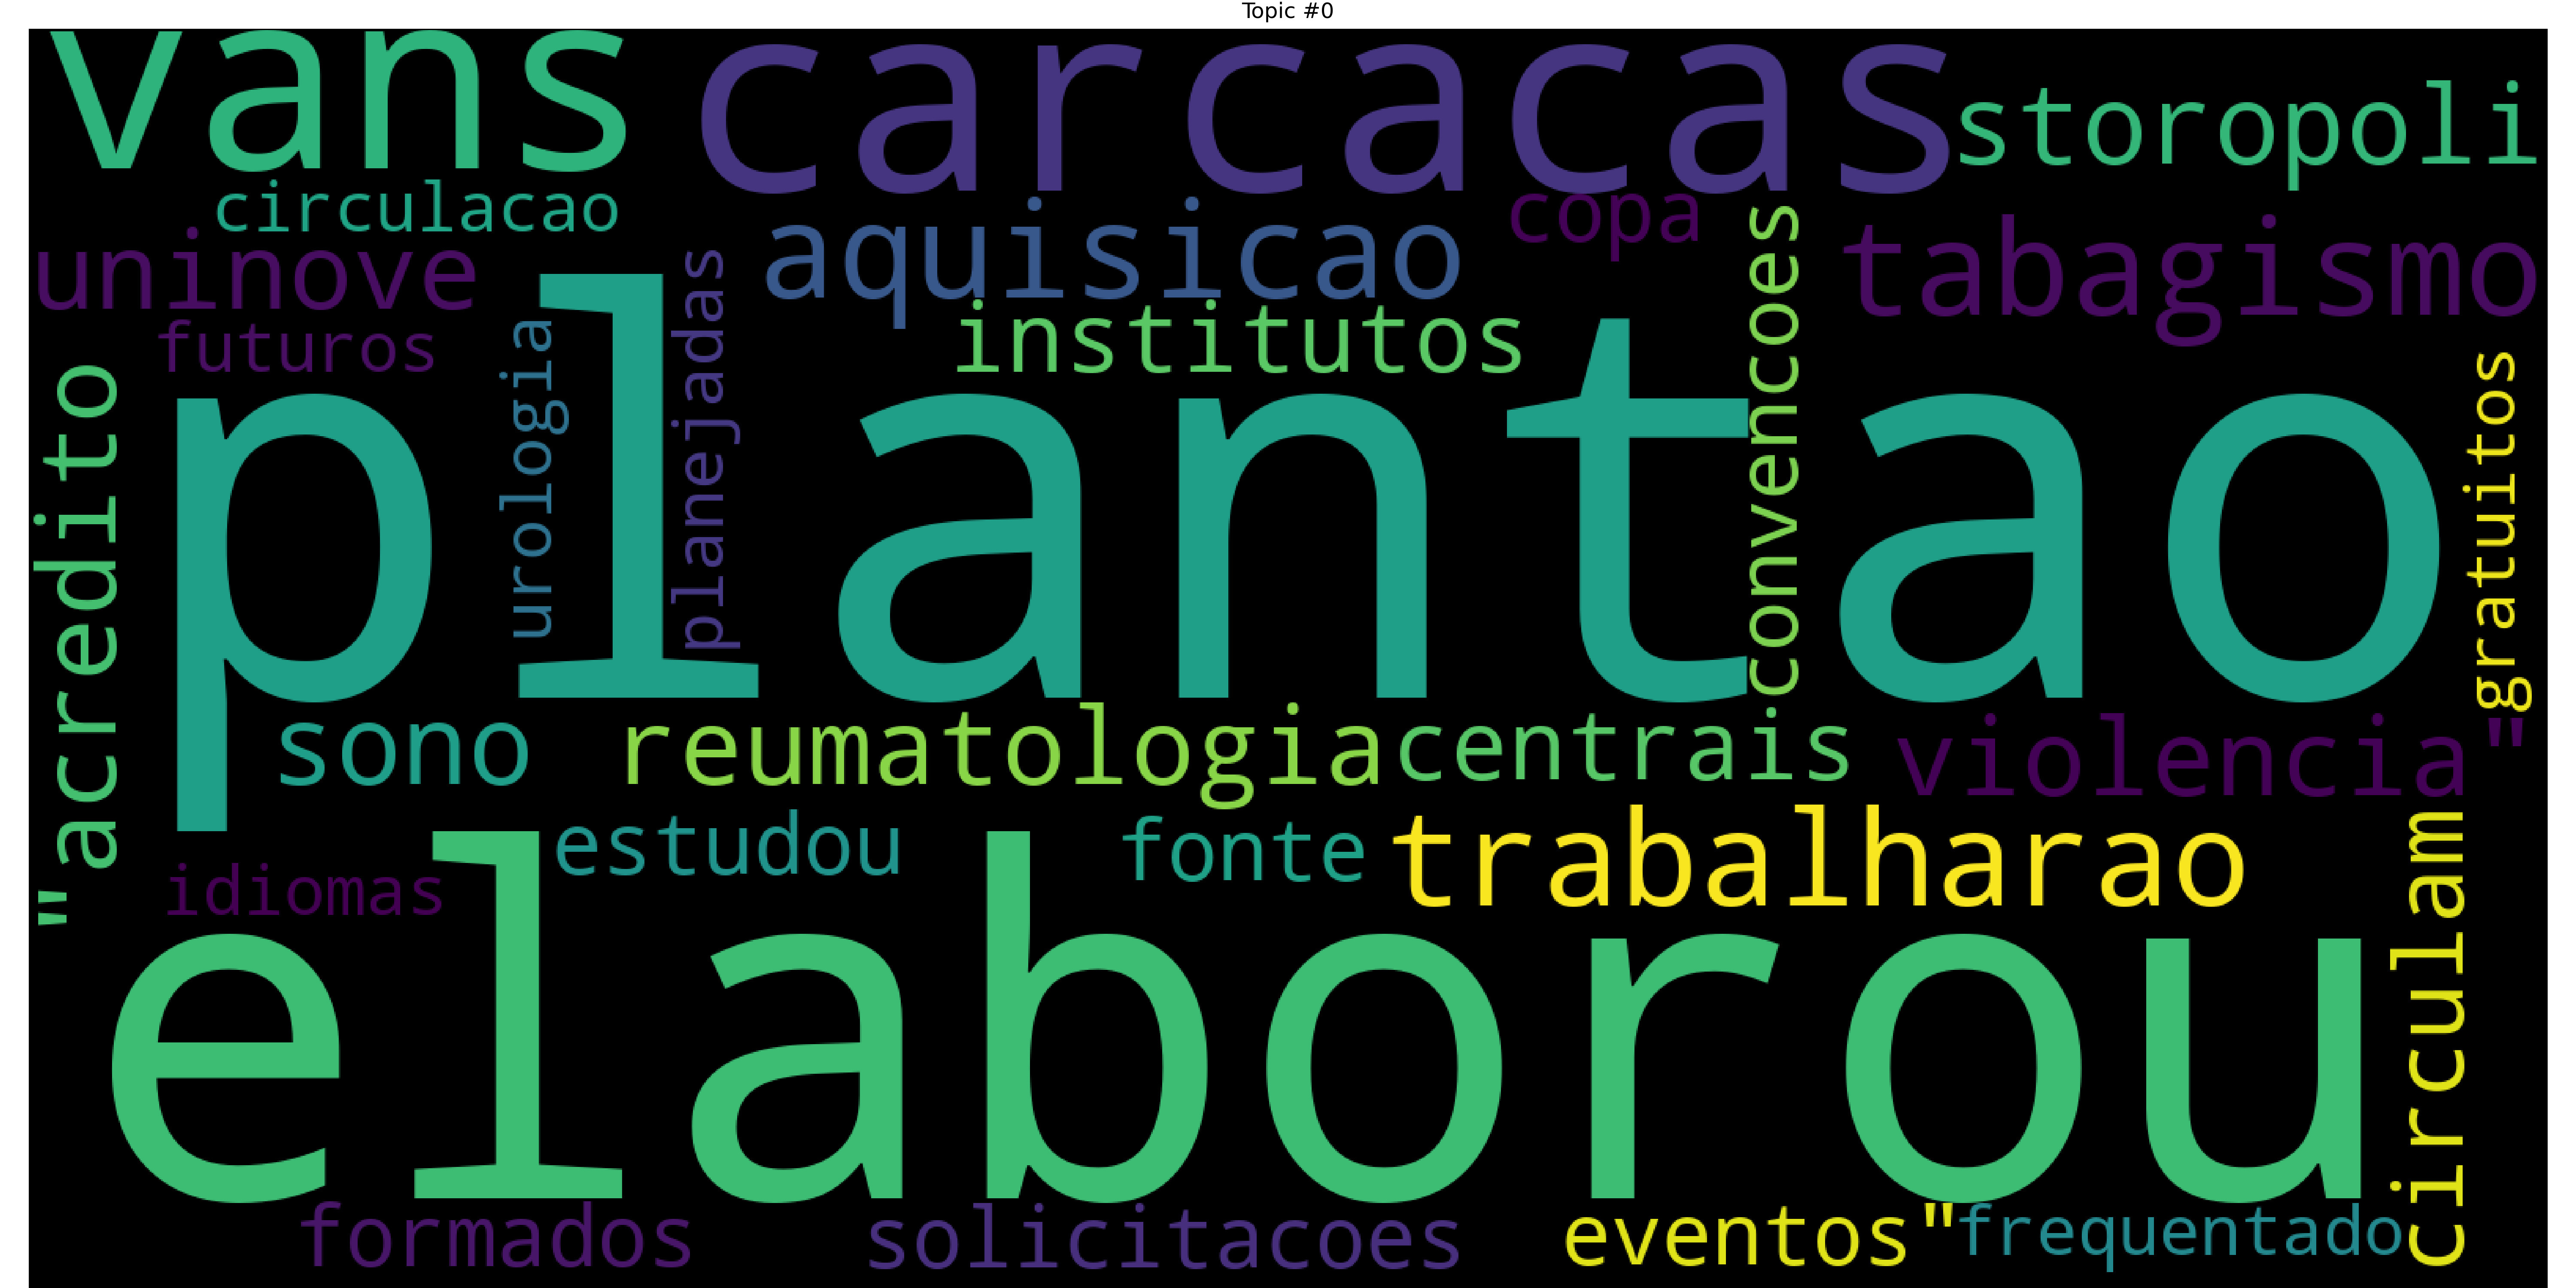 Topic #0
vans
carcacas
storopoli
circulacao
aquisicao
copa
convencoes
tabagismo
uninove
futuros
urologia
planejadas
institutos
gratuitos
"acredito
plantao
sono
reumatologia
centrais
violencia"
estudou
fonte
trabalharao
circulam
idiomas
elaborou
formados
solicitacoes
eventos"
frequentado